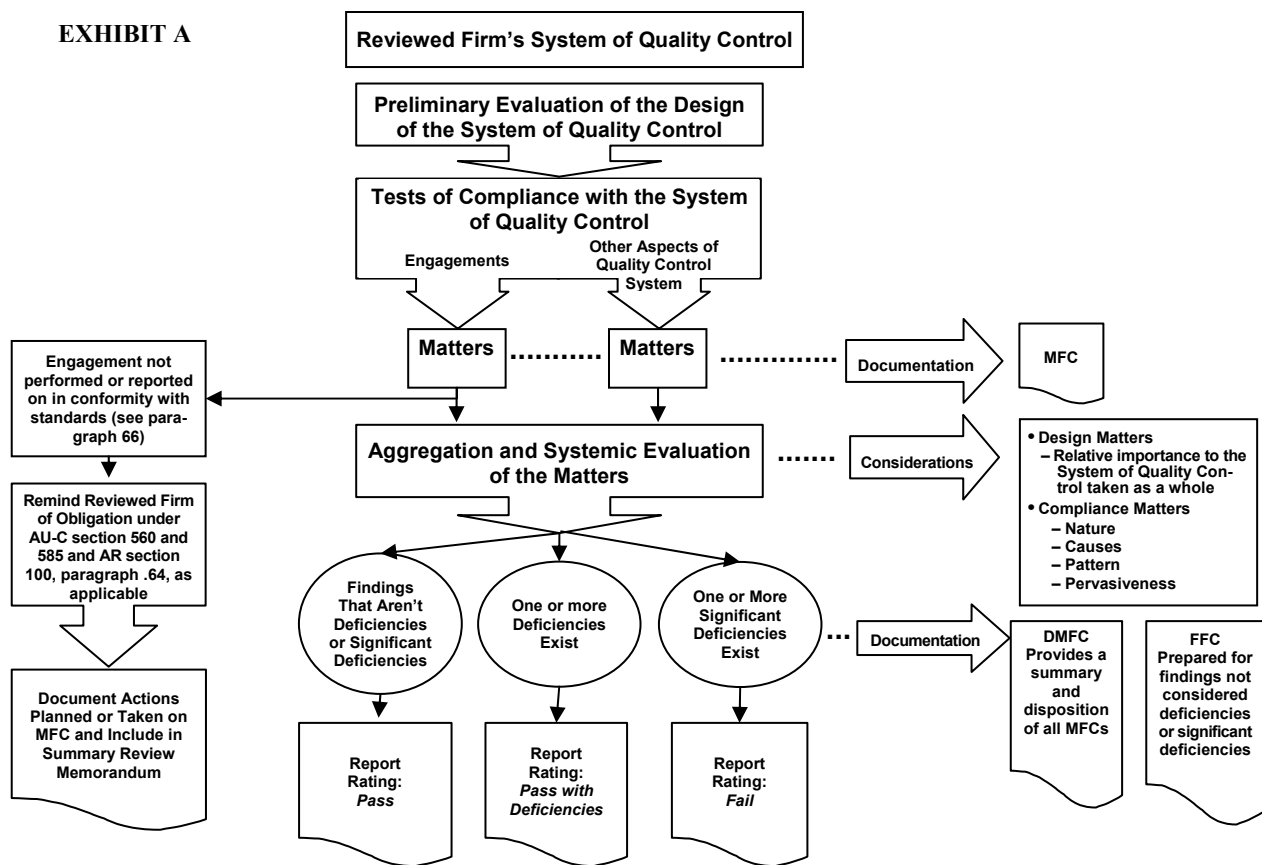 EXHIBIT A
Reviewed Firm's System of Quality Control
Preliminary Evaluation of the Design
of the System of Quality Control
Tests of Compliance with the System
of Quality Control
Engagements
Other Aspects of
Quality Control
System
Matters
Matters
Documentation
MFC
Engagement not
performed or reported
on in conformity with
standards (see para-
graph 66)
Aggregation and Systemic Evaluation
of the Matters
Considerations
• Design Matters
– Relative importance to the
System of Quality Con-
trol taken as a whole
• Compliance Matters
– Nature
– Causes
– Pattern
– Pervasiveness
Remind Reviewed Firm
of Obligation under
AU-C section 560 and
585 and AR section
100, paragraph .64, as
applicable
Findings
That Aren't
Deficiencies
or Significant
Deficiencies
One or more
Deficiencies
Exist
One or More
Significant
Deficiencies
Exist
Documentation
DMFC
Provides a
summary
and
disposition
of all MFCs
FFC
Prepared for
findings not
considered
deficiencies
or significant
deficiencies
Document Actions
Planned or Taken on
MFC and Include in
Summary Review
Memorandum
Report
Rating:
Pass
Report
Rating:
Pass with
Deficiencies
Report
Rating:
Fail